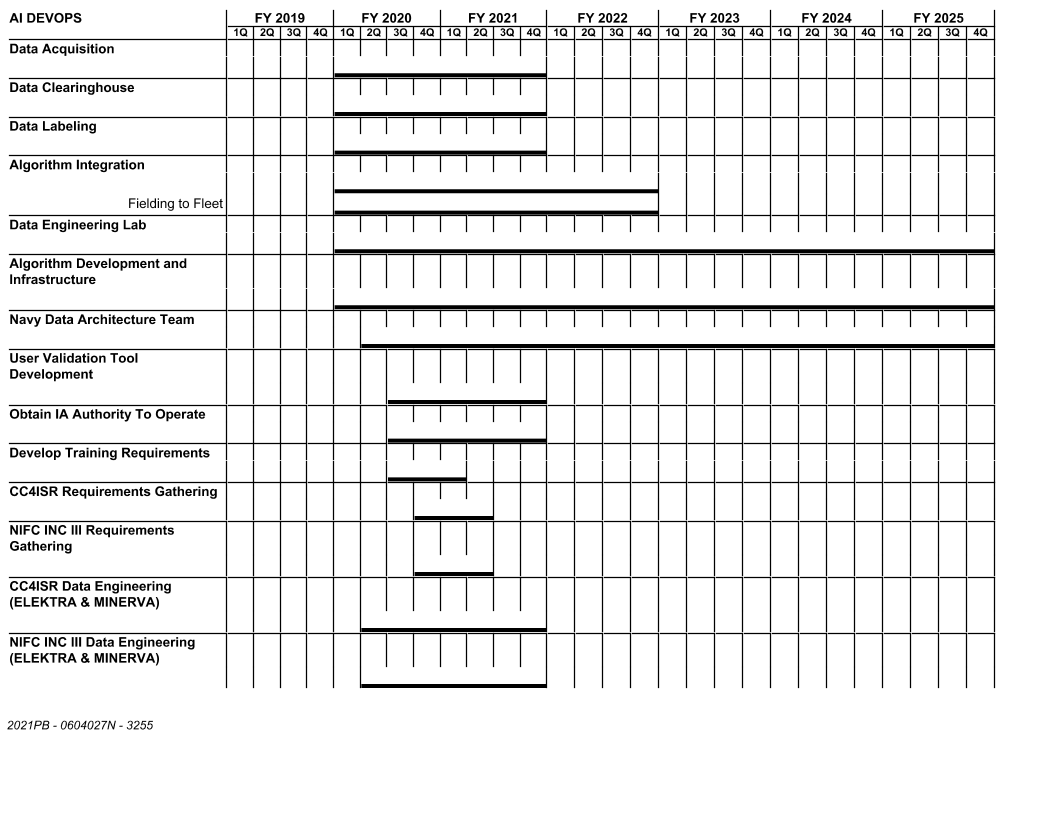 AI DEVOPS FY 2019 FY 2020 FY 2021 FY 2022 FY 2023 FY 2024 FY 2025
1Q 2Q 3Q 4Q 1Q 2Q 3Q 4Q 1Q 2Q 3Q 4Q 1Q 2Q 3Q 4Q 1Q 2Q 3Q 4Q 1Q 2Q 3Q 4Q 1Q 2Q 3Q 4Q
Data Acquisition
Data Clearinghouse
Data Labeling
Algorithm Integration
Fielding to Fleet
Data Engineering Lab
Algorithm Development and
Infrastructure
Navy Data Architecture Team
User Validation Tool
Development
Obtain IA Authority To Operate
Develop Training Requirements
CC4ISR Requirements Gathering
NIFC INC III Requirements
Gathering
CC4ISR Data Engineering
(ELEKTRA & MINERVA)
NIFC INC III Data Engineering
(ELEKTRA & MINERVA)
2021PB - 0604027N - 3255